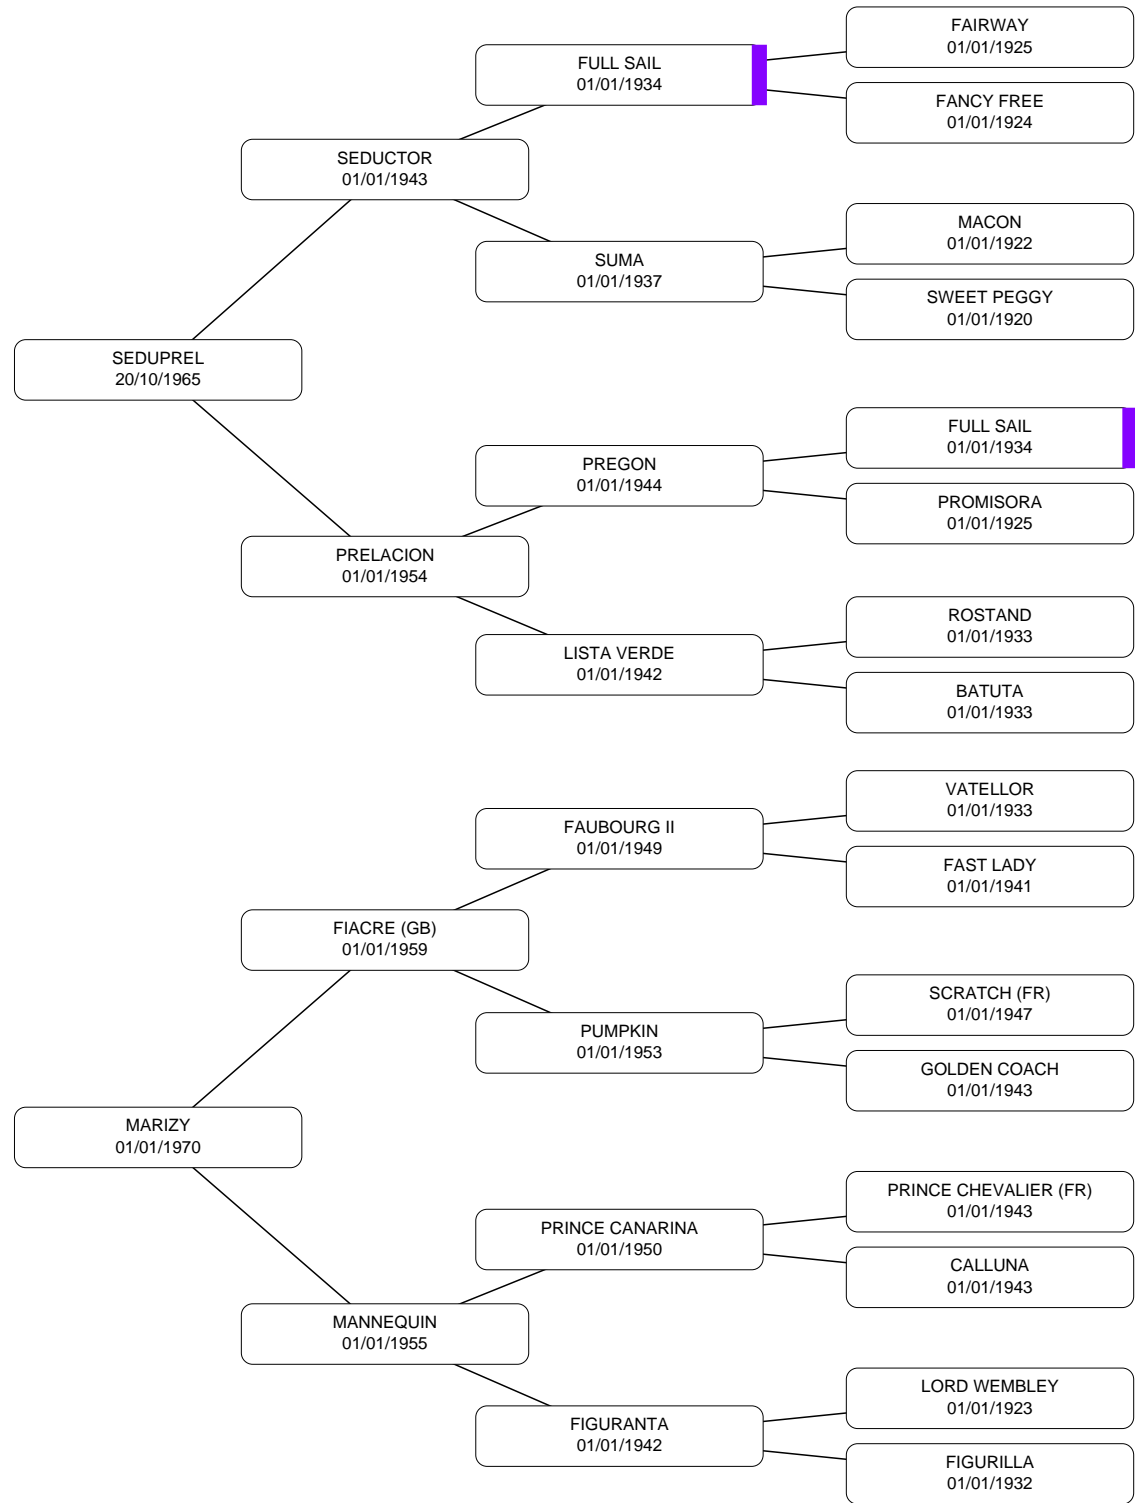 FAIRWAY
01/01/1925
FULL SAIL
01/01/1934
FANCY FREE
01/01/1924
SEDUCTOR
01/01/1943
MACON
01/01/1922
SUMA
01/01/1937
SWEET PEGGY
01/01/1920
SEDUPREL
20/10/1965
FULL SAIL
01/01/1934
PREGON
01/01/1944
PROMISORA
01/01/1925
PRELACION
01/01/1954
ROSTAND
01/01/1933
LISTA VERDE
01/01/1942
BATUTA
01/01/1933
VATELLOR
01/01/1933
FAUBOURG II
01/01/1949
FAST LADY
01/01/1941
FIACRE (GB)
01/01/1959
SCRATCH (FR)
01/01/1947
PUMPKIN
01/01/1953
GOLDEN COACH
01/01/1943
MARIZY
01/01/1970
PRINCE CHEVALIER (FR)
01/01/1943
PRINCE CANARINA
01/01/1950
CALLUNA
01/01/1943
MANNEQUIN
01/01/1955
LORD WEMBLEY
01/01/1923
FIGURANTA
01/01/1942
FIGURILLA
01/01/1932